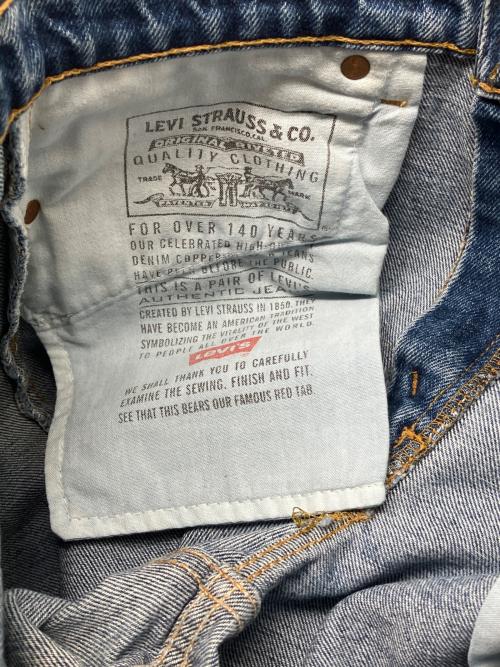 LEVI STRAUSS & CO.
SAN FRANCISCO, CAL.
ORIGINAL RIVETED
QUALITY CLOTHING
TRADE MARK
PATENTED MAY 20 1873
FOR OVER 140 YEARS
OUR CELEBRATED HIGH
DENIM COPPER JEANS
HAVE BEEN BEFORE THE PUBLIC.
THIS IS A PAIR OF LEVI'S
AUTHENTIC JEANS
CREATED BY LEVI STRAUSS IN 1850. THEY
HAVE BECOME AN AMERICAN TRADITION
SYMBOLIZING THE VITALITY OF THE WEST
TO PEOPLE ALL OVER THE WORLD.
LEVI'S
WE SHALL THANK YOU TO CAREFULLY
EXAMINE THE SEWING, FINISH AND FIT.
SEE THAT THIS BEARS OUR FAMOUS RED TAB